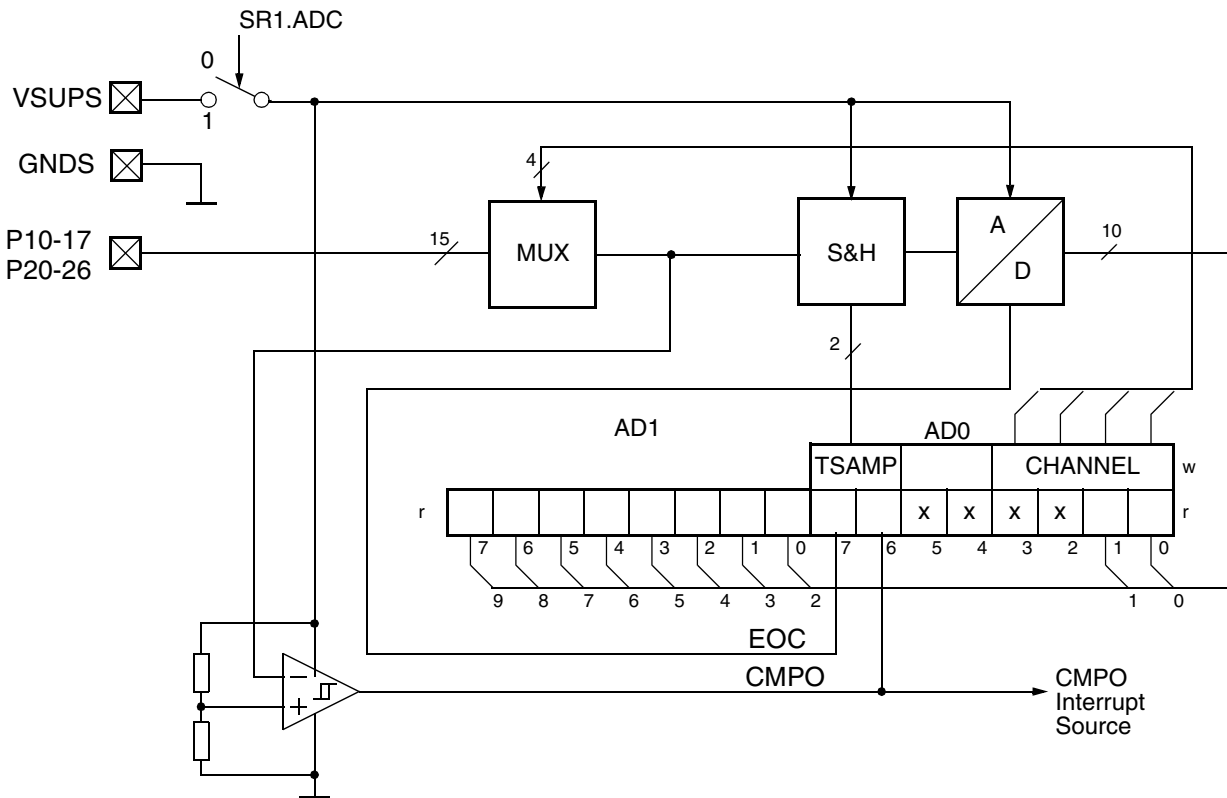 SR1.ADC
0
VSUPS
1
GNDS
4
P10-17
P20-26
15
MUX
S&H
A
D
10
2
AD1
AD0
TSAMP
CHANNEL
w
r
x x x x
r
7 6 5 4 3 2 1 0 7 6 5 4 3 2 1 0
9 8 7 6 5 4 3 2 1 0
EOC
CMPO
−
+
CMPO
Interrupt
Source